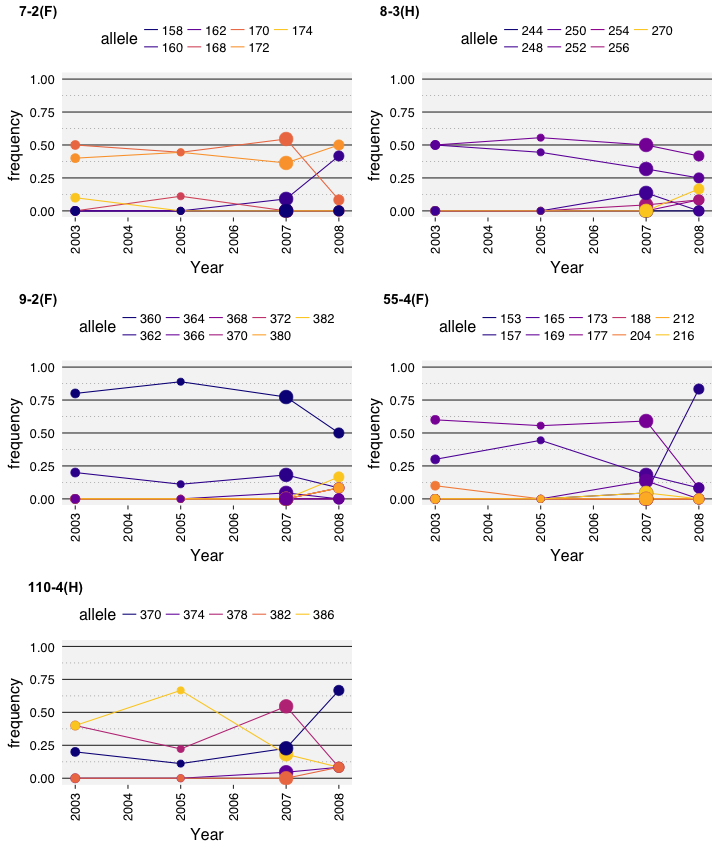 7-2(F)
allele 158 162 170 174
160 168 172
frequency
1.00
0.75
0.50
0.25
0.00
2003 2004 2005 2006 2007 2008
Year
8-3(H)
allele 244 250 254 270
248 252 256
frequency
1.00
0.75
0.50
0.25
0.00
2003 2004 2005 2006 2007 2008
Year
9-2(F)
allele 360 364 368 372 382
362 366 370 380
frequency
1.00
0.75
0.50
0.25
0.00
2003 2004 2005 2006 2007 2008
Year
55-4(F)
allele 153 165 173 188 212
157 169 177 204 216
frequency
1.00
0.75
0.50
0.25
0.00
2003 2004 2005 2006 2007 2008
Year
110-4(H)
allele 370 374 378 382 386
frequency
1.00
0.75
0.50
0.25
0.00
2003 2004 2005 2006 2007 2008
Year